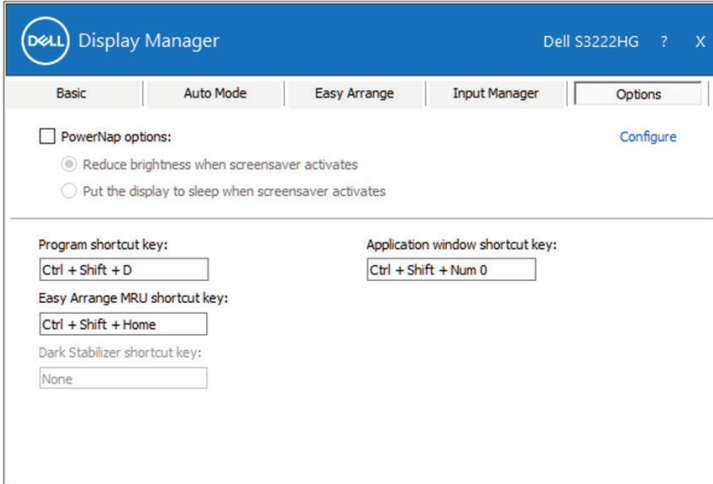 DELL Display Manager Dell S3222HG ? X
Basic Auto Mode Easy Arrange Input Manager Options
PowerNap options: Configure
Reduce brightness when screensaver activates
Put the display to sleep when screensaver activates
Program shortcut key: Application window shortcut key:
Ctrl + Shift + D Ctrl + Shift + Num 0
Easy Arrange MRU shortcut key:
Ctrl + Shift + Home
Dark Stabilizer shortcut key:
None